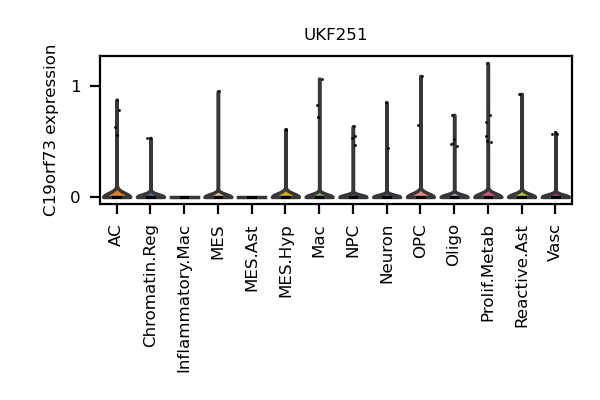 UKF251
C19orf73 expression
1
0
AC
Chromatin.Reg
Inflammatory.Mac
MES
MES.Ast
MES.Hyp
Mac
NPC
Neuron
OPC
Oligo
Prolif.Metab
Reactive.Ast
Vasc